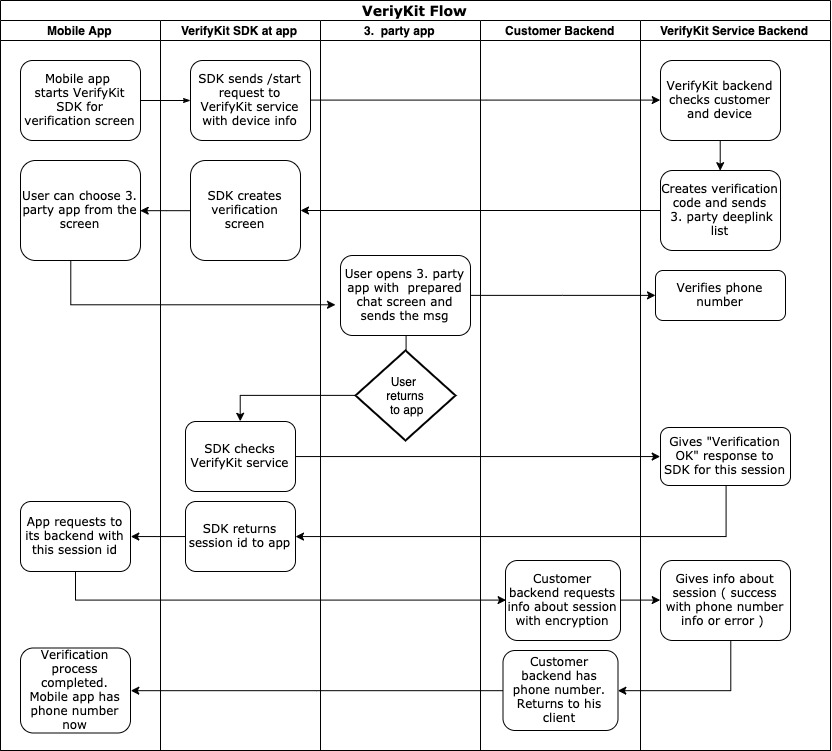 VeriyKit Flow
Mobile App
VerifyKit SDK at app
3. party app
Customer Backend
VerifyKit Service Backend
Mobile app
starts VerifyKit
SDK for
verification screen
SDK sends /start
request to
VerifyKit service
with device info
VerifyKit backend
checks customer
and device
User can choose 3.
party app from the
screen
SDK creates
verification
screen
Creates verification
code and sends
3. party deeplink
list
User opens 3. party
app with prepared
chat screen and
sends the msg
Verifies phone
number
User
returns
to app
SDK checks
VerifyKit service
Gives "Verification
OK" response to
SDK for this session
App requests to
its backend with
this session id
SDK returns
session id to app
Customer
backend requests
info about session
with encryption
Gives info about
session ( success
with phone number
info or error )
Verification
process
completed.
Mobile app has
phone number
now
Customer
backend has
phone number.
Returns to his
client